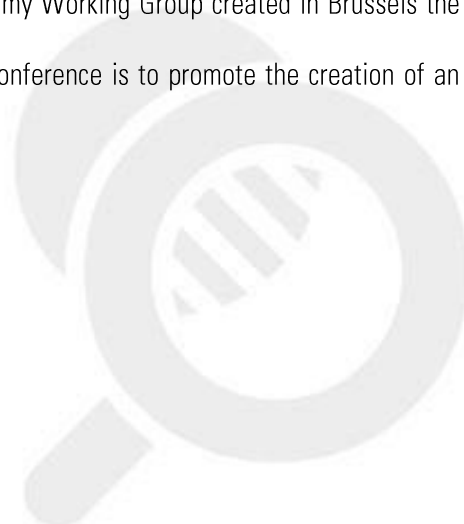 my Working Group created in Brussels the
onference is to promote the creation of an